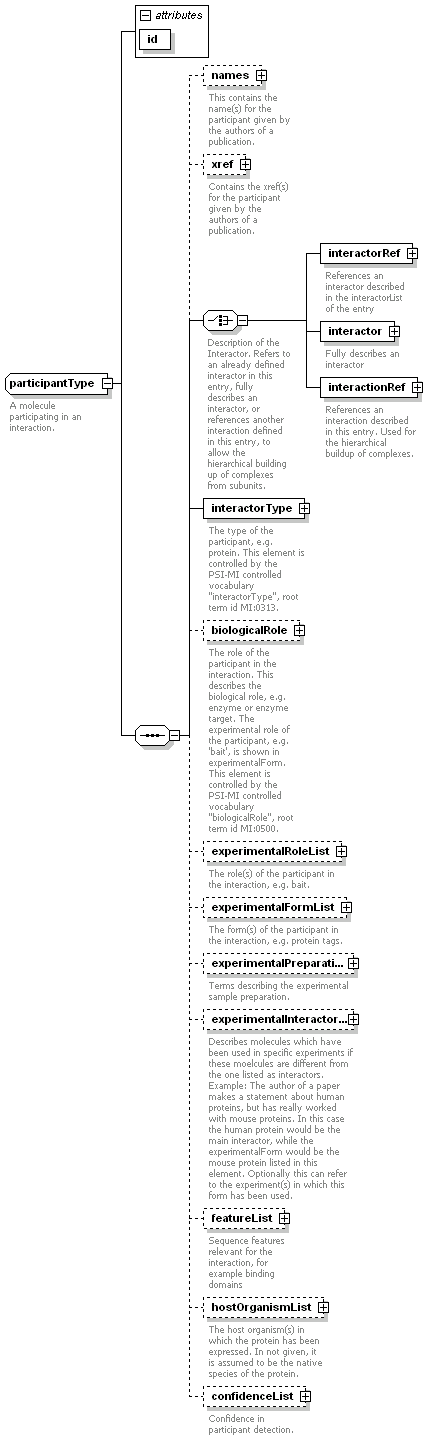 attributes
id
names
This contains the
name(s) for the
participant given by
the authors of a
publication.
xref
Contains the xref(s)
for the participant
given by the
authors of a
publication.
interactorRef
References an
interactor described
in the interactorList
of the entry
Description of the
Interactor. Refers to
an already defined
interactor in this
entry, fully
describes an
interactor, or
references another
interaction defined
in this entry, to
allow the
hierarchical building
up of complexes
from subunits.
interactor
Fully describes an
interactor
interactionRef
References an
interaction described
in this entry. Used for
the hierarchical
buildup of complexes.
participantType
A molecule
participating in an
interaction.
interactorType
The type of the
participant, e.g.
protein. This element is
controlled by the
PSI-MI controlled
vocabulary
"interactorType", root
term id MI:0313.
biologicalRole
The role of the
participant in the
interaction. This
describes the
biological role, e.g.
enzyme or enzyme
target. The
experimental role of
the participant, e.g.
'bait', is shown in
experimentalForm.
This element is
controlled by the
PSI-MI controlled
vocabulary
"biologicalRole", root
term id MI:0500.
experimentalRoleList
The role(s) of the participant in
the interaction, e.g. bait.
experimentalFormList
The form(s) of the participant in
the interaction, e.g. protein tags.
experimentalPreparati...
Terms describing the experimental
sample preparation.
experimentalInteractor...
Describes molecules which have
been used in specific experiments if
these moelcules are different from
the one listed as interactors.
Example: The author of a paper
makes a statement about human
proteins, but has really worked
with mouse proteins. In this case
the human protein would be the
main interactor, while the
experimentalForm would be the
mouse protein listed in this
element. Optionally this can refer
to the experiment(s) in which this
form has been used.
featureList
Sequence features
relevant for the
interaction, for
example binding
domains
hostOrganismList
The host organism(s) in
which the protein has been
expressed. In not given, it
is assumed to be the native
species of the protein.
confidenceList
Confidence in
participant detection.